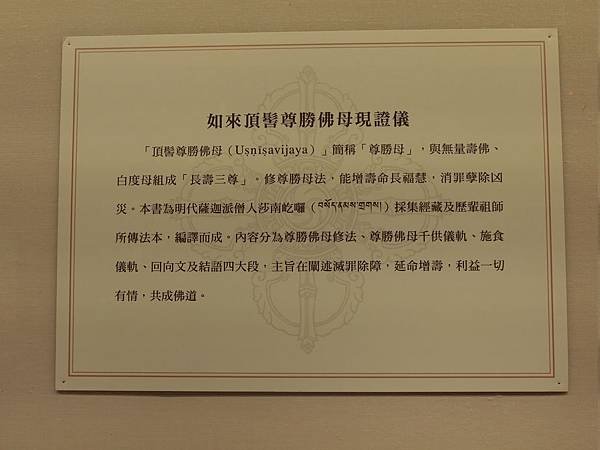 如來頂髻尊勝佛母現證儀
「頂髻尊勝佛母（Uṣṇīṣavijaya）」簡稱「尊勝母」，與無量壽佛、
白度母組成「長壽三尊」。修尊勝母法，能增壽命長福慧，消罪孽除凶
災。本書為明代薩迦派僧人莎南屹囉（བསོད་ནམས་གྲགས།）採集經藏及歷輩祖師
所傳法本，編譯而成。內容分為尊勝佛母修法、尊勝佛母千供儀軌、施食
儀軌、回向文及結語四大段，主旨在闡述滅罪除障，延命增壽，利益一切
有情，共成佛道。